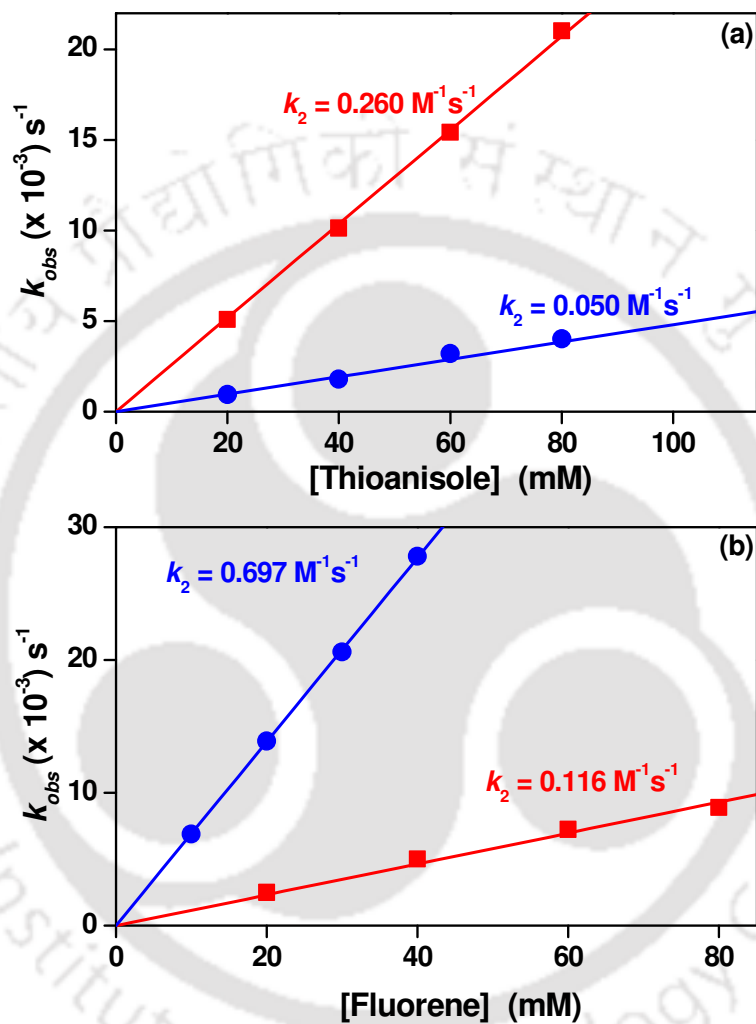 (a)
k₂ = 0.260 M⁻¹s⁻¹
k₂ = 0.050 M⁻¹s⁻¹
k_obs (x 10⁻³) s⁻¹
20
15
10
5
0
0 20 40 60 80 100
[Thioanisole] (mM)
(b)
k₂ = 0.697 M⁻¹s⁻¹
k₂ = 0.116 M⁻¹s⁻¹
k_obs (x 10⁻³) s⁻¹
30
20
10
0
0 20 40 60 80
[Fluorene] (mM)